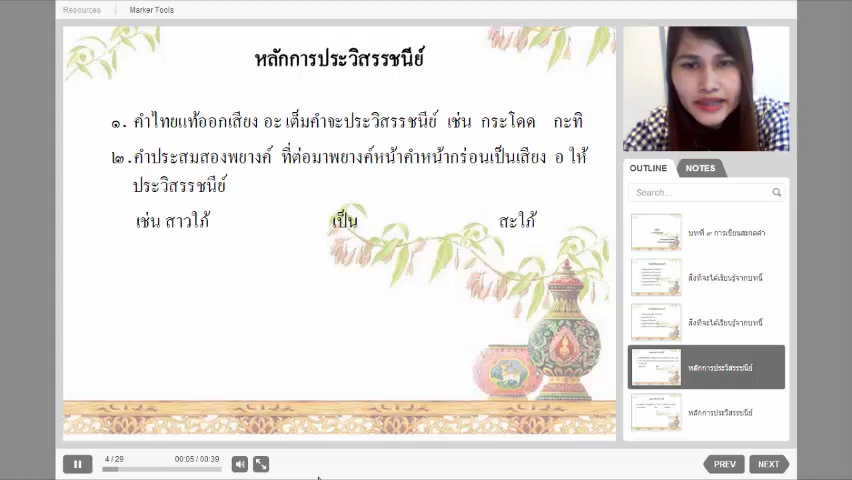 Resources
Marker Tools
หลักการประวิสรรชนีย์
๑. คำไทยแท้ออกเสียง อะ เต็มคำจะประวิสรรชนีย์ เช่น กระโดด กะทิ
๒.คำประสมสองพยางค์ ที่ต่อมาพยางค์หน้าคำหน้ากร่อนเป็นเสียง อ ให้
ประวิสรรชนีย์
เช่น สาวใภ้ เป็น สะใภ้
OUTLINE
NOTES
Search...
บทที่ ๓ การเขียนสะกดคำ
สิ่งที่จะได้เรียนรู้จากบทนี้
สิ่งที่จะได้เรียนรู้จากบทนี้
หลักการประวิสรรชนีย์
หลักการประวิสรรชนีย์
4 / 29
00:05 / 00:39
PREV
NEXT